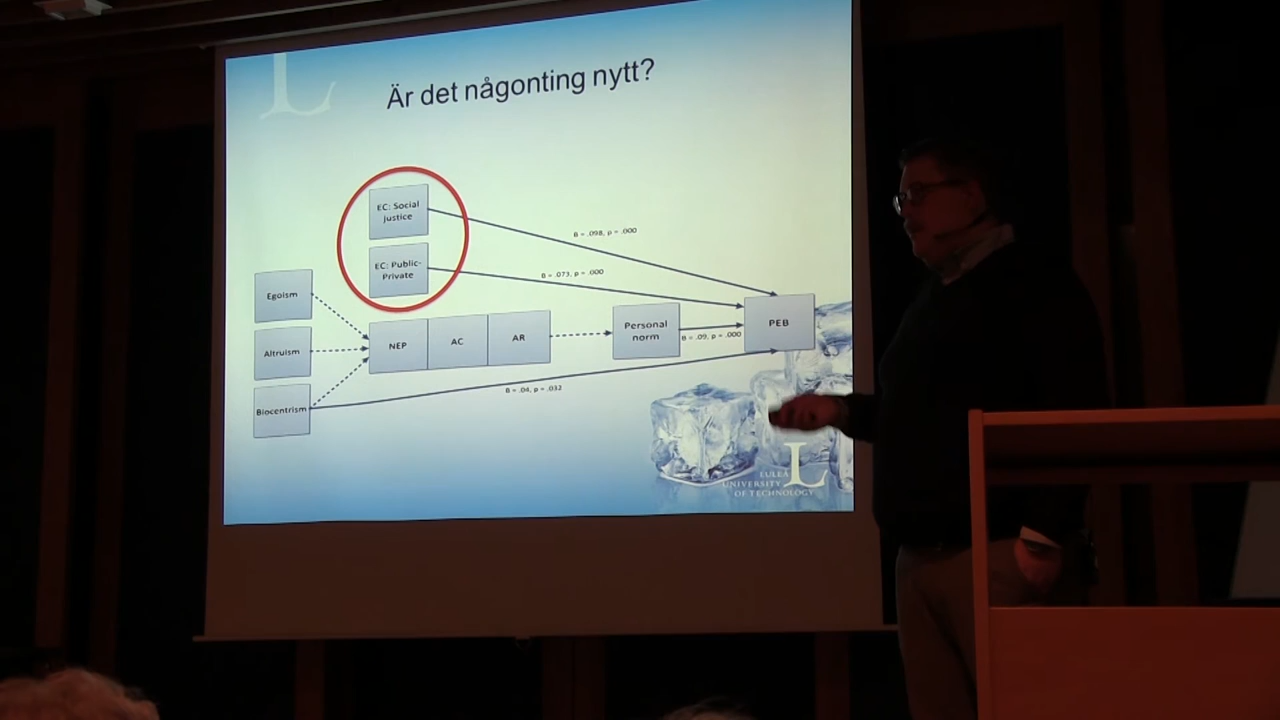 L
Är det någonting nytt?
EC: Social
justice
B = .098, p = .000
EC: Public-
Private
B = .073, p = .000
Egoism
Altruism
Biocentrism
NEP
AC
AR
Personal
norm
B = .09, p = .000
PEB
B = .04, p = .032
LULEÅ
UNIVERSITY
OF TECHNOLOGY
L